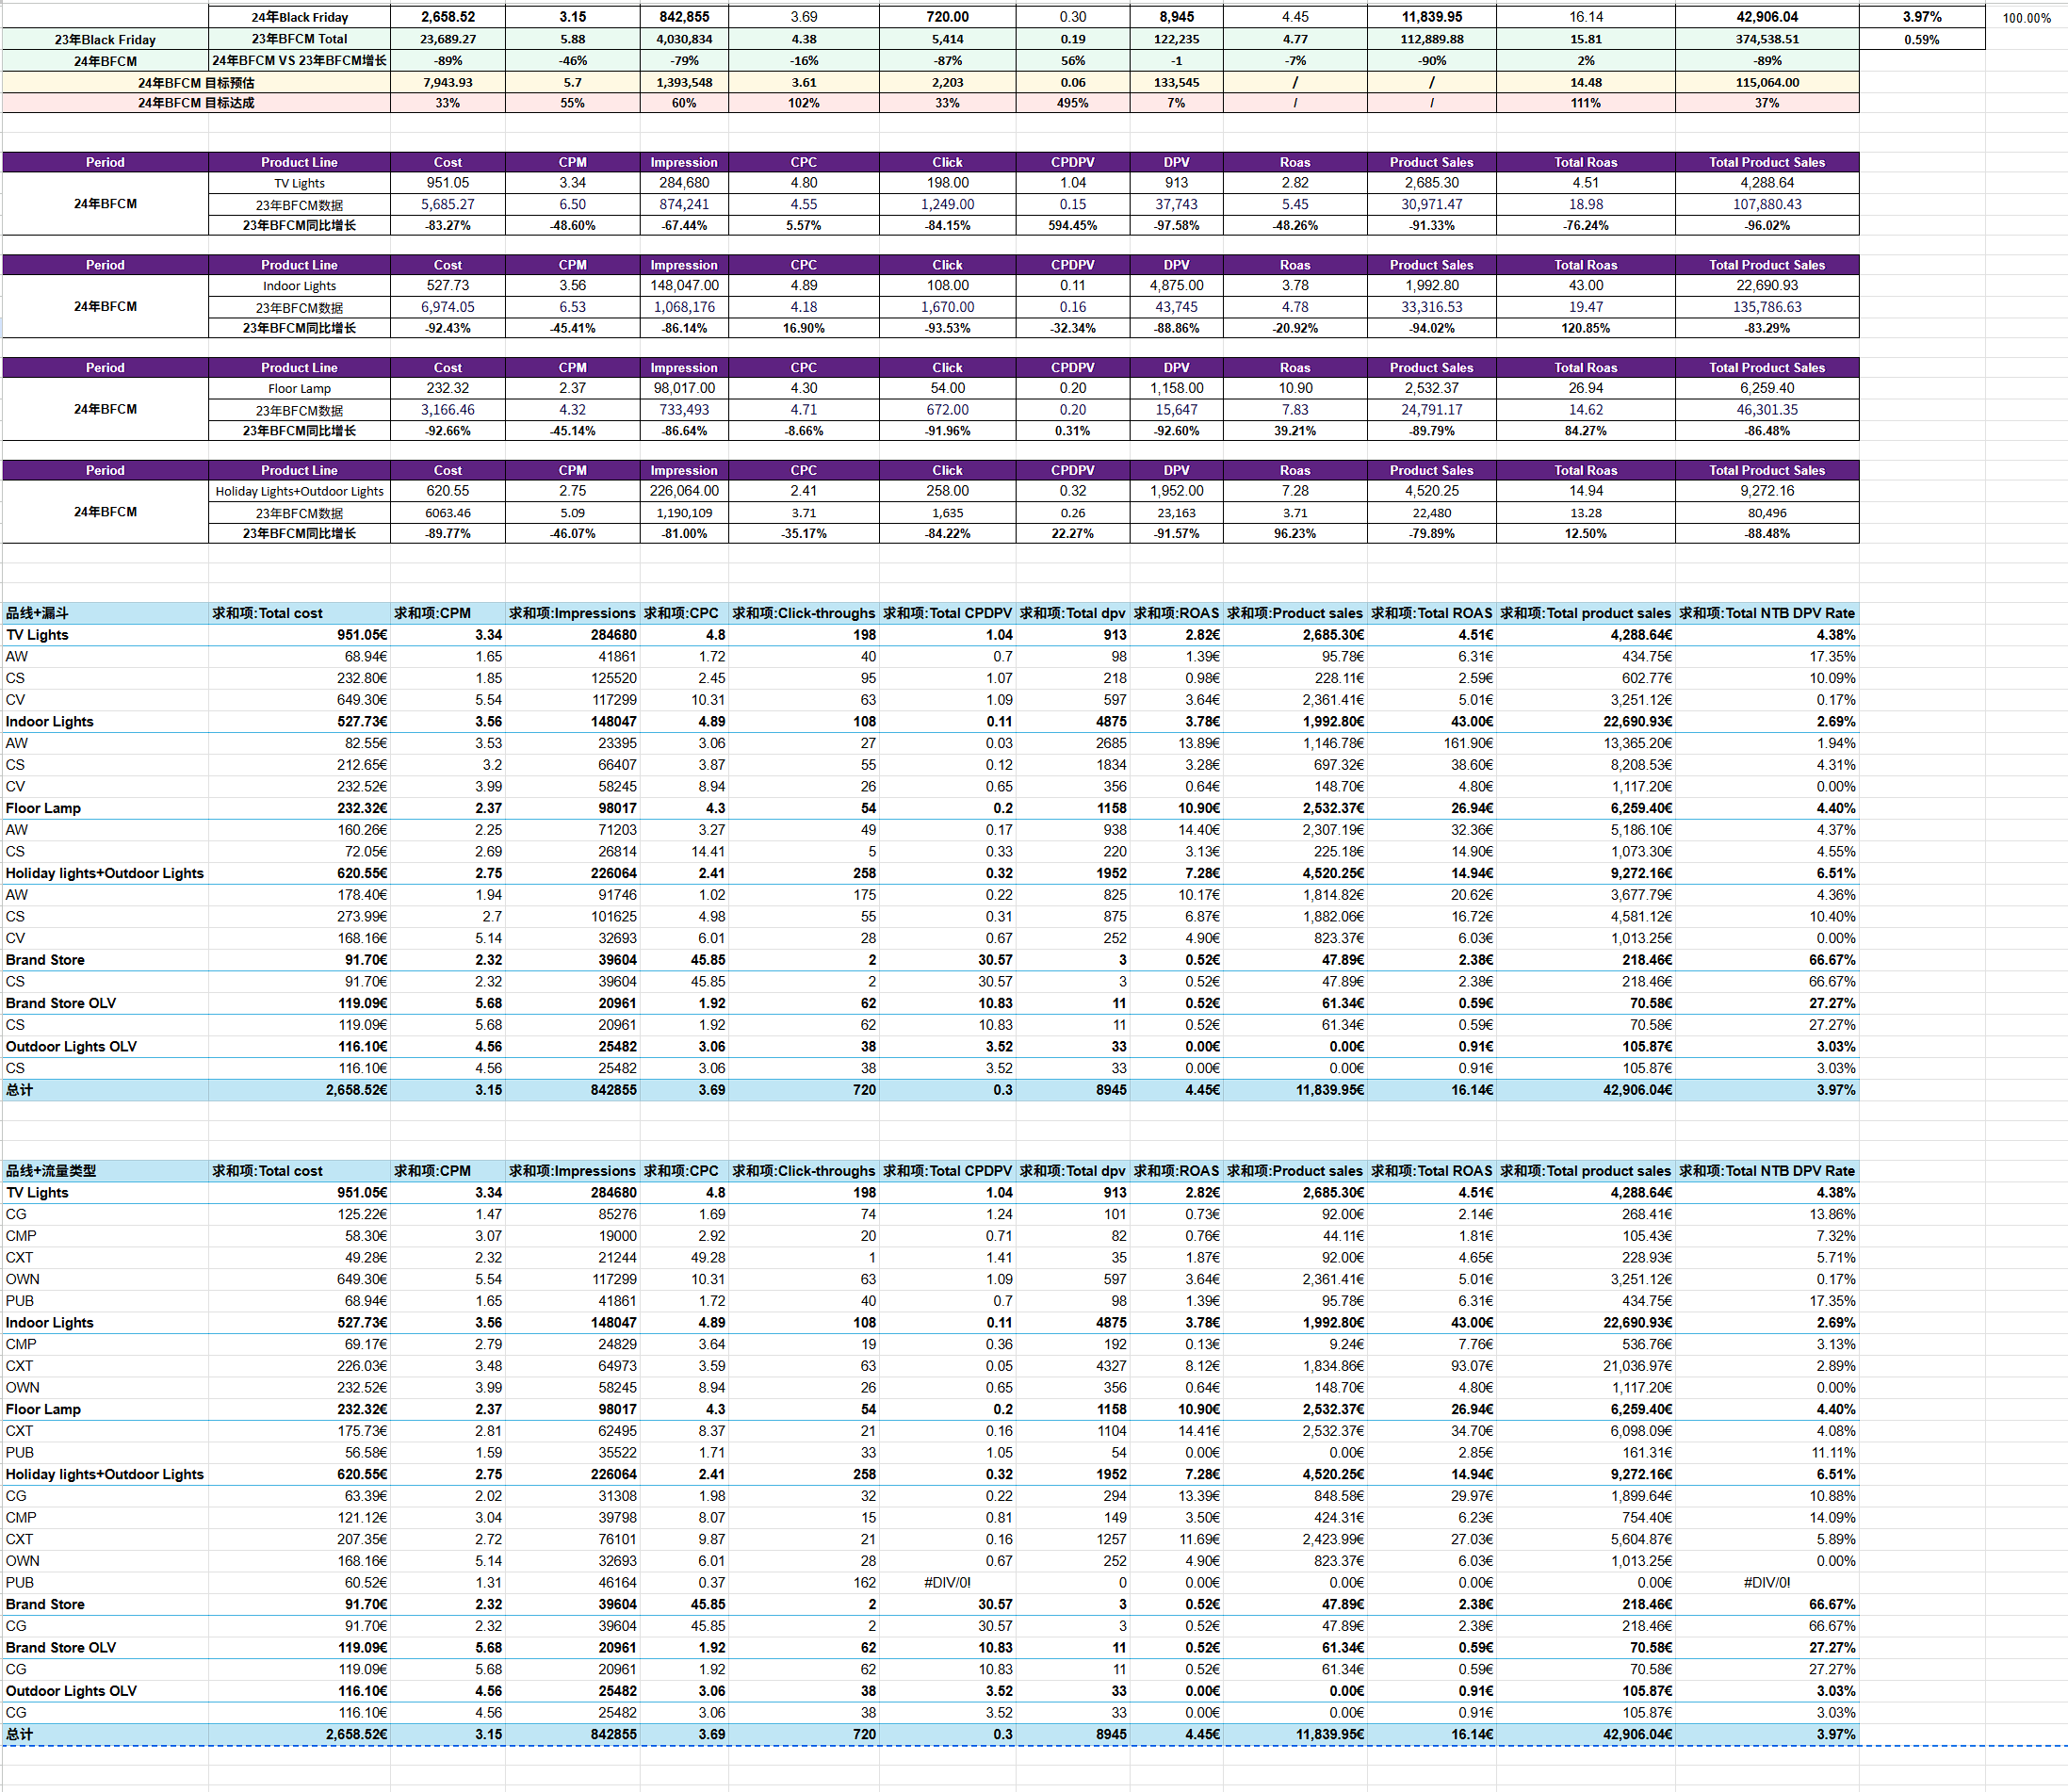 24年Black Friday 2,658.52 3.15 842,855 3.69 720.00 0.30 8,945 4.45 11,839.95 16.14 42,906.04 3.97% 100.00%
23年Black Friday 23年BFCM Total 23,689.27 5.88 4,030,834 4.38 5,414 0.19 122,235 4.77 112,889.88 15.81 374,538.51 0.59%
24年BFCM 24年BFCM VS 23年BFCM增长 -89% -46% -79% -16% -87% 56% -1 -7% -90% 2% -89%
24年BFCM 目标预估 7,943.93 5.7 1,393,548 3.61 2,203 0.06 133,545 / / 14.48 115,064.00
24年BFCM 目标达成 33% 55% 60% 102% 33% 495% 7% / / 111% 37%
Period Product Line Cost CPM Impression CPC Click CPDPV DPV Roas Product Sales Total Roas Total Product Sales
TV Lights 951.05 3.34 284,680 4.80 198.00 1.04 913 2.82 2,685.30 4.51 4,288.64
24年BFCM 23年BFCM数据 5,685.27 6.50 874,241 4.55 1,249.00 0.15 37,743 5.45 30,971.47 18.98 107,880.43
23年BFCM同比增长 -83.27% -48.60% -67.44% 5.57% -84.15% 594.45% -97.58% -48.26% -91.33% -76.24% -96.02%
Period Product Line Cost CPM Impression CPC Click CPDPV DPV Roas Product Sales Total Roas Total Product Sales
Indoor Lights 527.73 3.56 148,047.00 4.89 108.00 0.11 4,875.00 3.78 1,992.80 43.00 22,690.93
24年BFCM 23年BFCM数据 6,974.05 6.53 1,068,176 4.18 1,670.00 0.16 43,745 4.78 33,316.53 19.47 135,786.63
23年BFCM同比增长 -92.43% -45.41% -86.14% 16.90% -93.53% -32.34% -88.86% -20.92% -94.02% 120.85% -83.29%
Period Product Line Cost CPM Impression CPC Click CPDPV DPV Roas Product Sales Total Roas Total Product Sales
Floor Lamp 232.32 2.37 98,017.00 4.30 54.00 0.20 1,158.00 10.90 2,532.37 26.94 6,259.40
24年BFCM 23年BFCM数据 3,166.46 4.32 733,493 4.71 672.00 0.20 15,647 7.83 24,791.17 14.62 46,301.35
23年BFCM同比增长 -92.66% -45.14% -86.64% -8.66% -91.96% 0.31% -92.60% 39.21% -89.79% 84.27% -86.48%
Period Product Line Cost CPM Impression CPC Click CPDPV DPV Roas Product Sales Total Roas Total Product Sales
Holiday Lights+Outdoor Lights 620.55 2.75 226,064.00 2.41 258.00 0.32 1,952.00 7.28 4,520.25 14.94 9,272.16
24年BFCM 23年BFCM数据 6063.46 5.09 1,190,109 3.71 1,635 0.26 23,163 3.71 22,480 13.28 80,496
23年BFCM同比增长 -89.77% -46.07% -81.00% -35.17% -84.22% 22.27% -91.57% 96.23% -79.89% 12.50% -88.48%
品线+漏斗 求和项:Total cost 求和项:CPM 求和项:Impressions 求和项:CPC 求和项:Click-throughs 求和项:Total CPDPV 求和项:Total dpv 求和项:ROAS 求和项:Product sales 求和项:Total ROAS 求和项:Total product sales 求和项:Total NTB DPV Rate
TV Lights 951.05€ 3.34 284680 4.8 198 1.04 913 2.82€ 2,685.30€ 4.51€ 4,288.64€ 4.38%
AW 68.94€ 1.65 41861 1.72 40 0.7 98 1.39€ 95.78€ 6.31€ 434.75€ 17.35%
CS 232.80€ 1.85 125520 2.45 95 1.07 218 0.98€ 228.11€ 2.59€ 602.77€ 10.09%
CV 649.30€ 5.54 117299 10.31 63 1.09 597 3.64€ 2,361.41€ 5.01€ 3,251.12€ 0.17%
Indoor Lights 527.73€ 3.56 148047 4.89 108 0.11 4875 3.78€ 1,992.80€ 43.00€ 22,690.93€ 2.69%
AW 82.55€ 3.53 23395 3.06 27 0.03 2685 13.89€ 1,146.78€ 161.90€ 13,365.20€ 1.94%
CS 212.65€ 3.2 66407 3.87 55 0.12 1834 3.28€ 697.32€ 38.60€ 8,208.53€ 4.31%
CV 232.52€ 3.99 58245 8.94 26 0.65 356 0.64€ 148.70€ 4.80€ 1,117.20€ 0.00%
Floor Lamp 232.32€ 2.37 98017 4.3 54 0.2 1158 10.90€ 2,532.37€ 26.94€ 6,259.40€ 4.40%
AW 160.26€ 2.25 71203 3.27 49 0.17 938 14.40€ 2,307.19€ 32.36€ 5,186.10€ 4.37%
CS 72.05€ 2.69 26814 14.41 5 0.33 220 3.13€ 225.18€ 14.90€ 1,073.30€ 4.55%
Holiday lights+Outdoor Lights 620.55€ 2.75 226064 2.41 258 0.32 1952 7.28€ 4,520.25€ 14.94€ 9,272.16€ 6.51%
AW 178.40€ 1.94 91746 1.02 175 0.22 825 10.17€ 1,814.82€ 20.62€ 3,677.79€ 4.36%
CS 273.99€ 2.7 101625 4.98 55 0.31 875 6.87€ 1,882.06€ 16.72€ 4,581.12€ 10.40%
CV 168.16€ 5.14 32693 6.01 28 0.67 252 4.90€ 823.37€ 6.03€ 1,013.25€ 0.00%
Brand Store 91.70€ 2.32 39604 45.85 2 30.57 3 0.52€ 47.89€ 2.38€ 218.46€ 66.67%
CS 91.70€ 2.32 39604 45.85 2 30.57 3 0.52€ 47.89€ 2.38€ 218.46€ 66.67%
Brand Store OLV 119.09€ 5.68 20961 1.92 62 10.83 11 0.52€ 61.34€ 0.59€ 70.58€ 27.27%
CS 119.09€ 5.68 20961 1.92 62 10.83 11 0.52€ 61.34€ 0.59€ 70.58€ 27.27%
Outdoor Lights OLV 116.10€ 4.56 25482 3.06 38 3.52 33 0.00€ 0.00€ 0.91€ 105.87€ 3.03%
CS 116.10€ 4.56 25482 3.06 38 3.52 33 0.00€ 0.00€ 0.91€ 105.87€ 3.03%
总计 2,658.52€ 3.15 842855 3.69 720 0.3 8945 4.45€ 11,839.95€ 16.14€ 42,906.04€ 3.97%
品线+流量类型 求和项:Total cost 求和项:CPM 求和项:Impressions 求和项:CPC 求和项:Click-throughs 求和项:Total CPDPV 求和项:Total dpv 求和项:ROAS 求和项:Product sales 求和项:Total ROAS 求和项:Total product sales 求和项:Total NTB DPV Rate
TV Lights 951.05€ 3.34 284680 4.8 198 1.04 913 2.82€ 2,685.30€ 4.51€ 4,288.64€ 4.38%
CG 125.22€ 1.47 85276 1.69 74 1.24 101 0.73€ 92.00€ 2.14€ 268.41€ 13.86%
CMP 58.30€ 3.07 19000 2.92 20 0.71 82 0.76€ 44.11€ 1.81€ 105.43€ 7.32%
CXT 49.28€ 2.32 21244 49.28 1 1.41 35 1.87€ 92.00€ 4.65€ 228.93€ 5.71%
OWN 649.30€ 5.54 117299 10.31 63 1.09 597 3.64€ 2,361.41€ 5.01€ 3,251.12€ 0.17%
PUB 68.94€ 1.65 41861 1.72 40 0.7 98 1.39€ 95.78€ 6.31€ 434.75€ 17.35%
Indoor Lights 527.73€ 3.56 148047 4.89 108 0.11 4875 3.78€ 1,992.80€ 43.00€ 22,690.93€ 2.69%
CMP 69.17€ 2.79 24829 3.64 19 0.36 192 0.13€ 9.24€ 7.76€ 536.76€ 3.13%
CXT 226.03€ 3.48 64973 3.59 63 0.05 4327 8.12€ 1,834.86€ 93.07€ 21,036.97€ 2.89%
OWN 232.52€ 3.99 58245 8.94 26 0.65 356 0.64€ 148.70€ 4.80€ 1,117.20€ 0.00%
Floor Lamp 232.32€ 2.37 98017 4.3 54 0.2 1158 10.90€ 2,532.37€ 26.94€ 6,259.40€ 4.40%
CXT 175.73€ 2.81 62495 8.37 21 0.16 1104 14.41€ 2,532.37€ 34.70€ 6,098.09€ 4.08%
PUB 56.58€ 1.59 35522 1.71 33 1.05 54 0.00€ 0.00€ 2.85€ 161.31€ 11.11%
Holiday lights+Outdoor Lights 620.55€ 2.75 226064 2.41 258 0.32 1952 7.28€ 4,520.25€ 14.94€ 9,272.16€ 6.51%
CG 63.39€ 2.02 31308 1.98 32 0.22 294 13.39€ 848.58€ 29.97€ 1,899.64€ 10.88%
CMP 121.12€ 3.04 39798 8.07 15 0.81 149 3.50€ 424.31€ 6.23€ 754.40€ 14.09%
CXT 207.35€ 2.72 76101 9.87 21 0.16 1257 11.69€ 2,423.99€ 27.03€ 5,604.87€ 5.89%
OWN 168.16€ 5.14 32693 6.01 28 0.67 252 4.90€ 823.37€ 6.03€ 1,013.25€ 0.00%
PUB 60.52€ 1.31 46164 0.37 162 #DIV/0! 0 0.00€ 0.00€ 0.00€ 0.00€ #DIV/0!
Brand Store 91.70€ 2.32 39604 45.85 2 30.57 3 0.52€ 47.89€ 2.38€ 218.46€ 66.67%
CG 91.70€ 2.32 39604 45.85 2 30.57 3 0.52€ 47.89€ 2.38€ 218.46€ 66.67%
Brand Store OLV 119.09€ 5.68 20961 1.92 62 10.83 11 0.52€ 61.34€ 0.59€ 70.58€ 27.27%
CG 119.09€ 5.68 20961 1.92 62 10.83 11 0.52€ 61.34€ 0.59€ 70.58€ 27.27%
Outdoor Lights OLV 116.10€ 4.56 25482 3.06 38 3.52 33 0.00€ 0.00€ 0.91€ 105.87€ 3.03%
CG 116.10€ 4.56 25482 3.06 38 3.52 33 0.00€ 0.00€ 0.91€ 105.87€ 3.03%
总计 2,658.52€ 3.15 842855 3.69 720 0.3 8945 4.45€ 11,839.95€ 16.14€ 42,906.04€ 3.97%